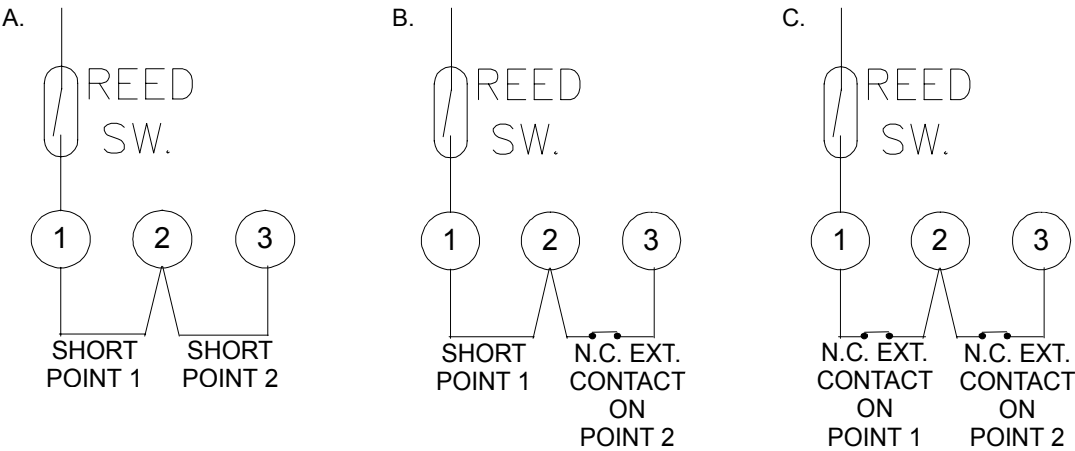 A.
REED
SW.
1
2
3
SHORT
POINT 1
SHORT
POINT 2
B.
REED
SW.
1
2
3
SHORT
POINT 1
N.C. EXT.
CONTACT
ON
POINT 2
C.
REED
SW.
1
2
3
N.C. EXT.
CONTACT
ON
POINT 1
N.C. EXT.
CONTACT
ON
POINT 2